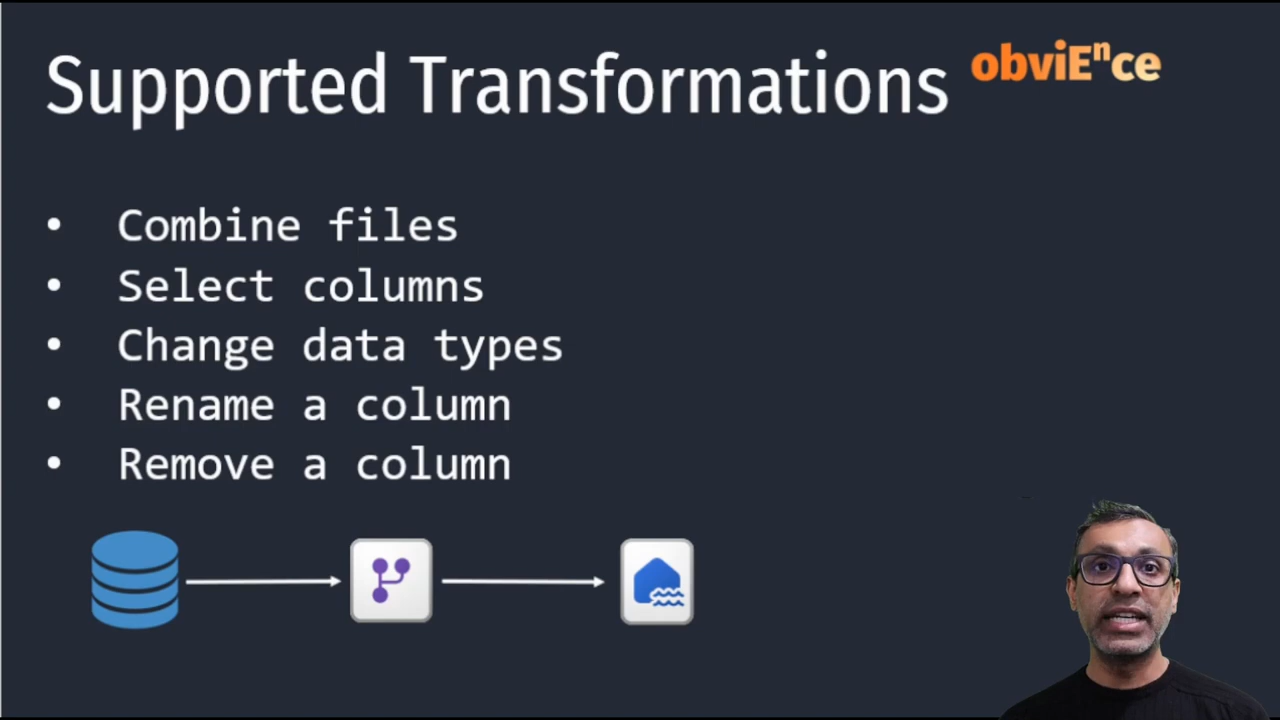 Supported Transformations
obviEnce
• Combine files
• Select columns
• Change data types
• Rename a column
• Remove a column